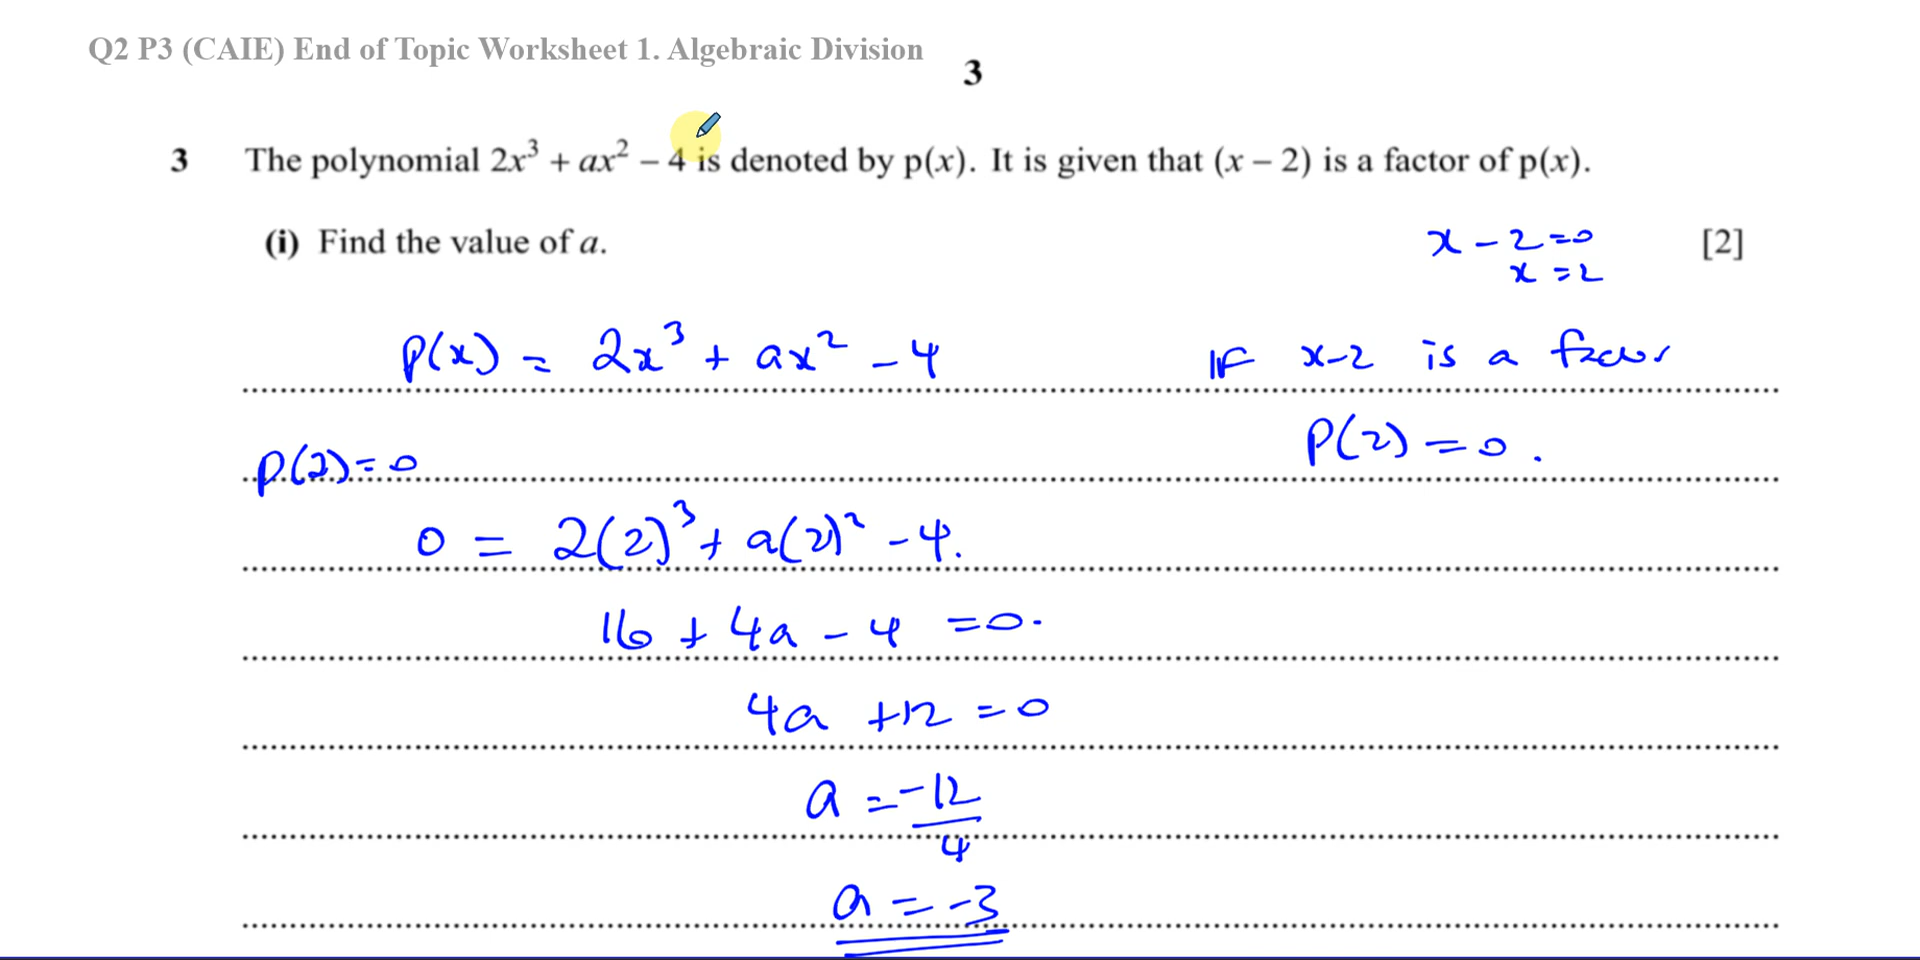 Q2 P3 (CAIE) End of Topic Worksheet 1. Algebraic Division
3
3 The polynomial 2x³ + ax² − 4 is denoted by p(x). It is given that (x − 2) is a factor of p(x).
(i) Find the value of a. [2]
x − 2 = 0
x = 2
P(x) = 2x³ + ax² − 4
IF x−2 is a factor
P(2) = 0.
P(2) = 0
0 = 2(2)³ + a(2)² − 4.
16 + 4a − 4 = 0.
4a + 12 = 0
a = −12
4
a = −3